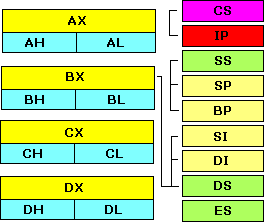 AX
AH AL
BX
BH BL
CX
CH CL
DX
DH DL
CS
IP
SS
SP
BP
SI
DI
DS
ES